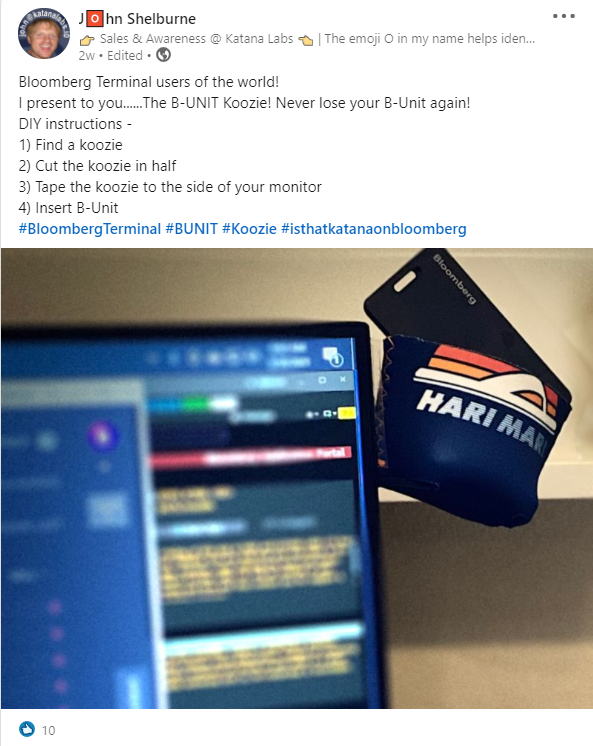 john@katanalabs.io
J🅾️hn Shelburne
👉 Sales & Awareness @ Katana Labs 👈 | The emoji O in my name helps iden...
2w • Edited •
Bloomberg Terminal users of the world!
I present to you......The B-UNIT Koozie! Never lose your B-Unit again!
DIY instructions -
1) Find a koozie
2) Cut the koozie in half
3) Tape the koozie to the side of your monitor
4) Insert B-Unit
#BloombergTerminal #BUNIT #Koozie #isthatkatanaonbloomberg
Bloomberg
HARI MARI
Portal
10